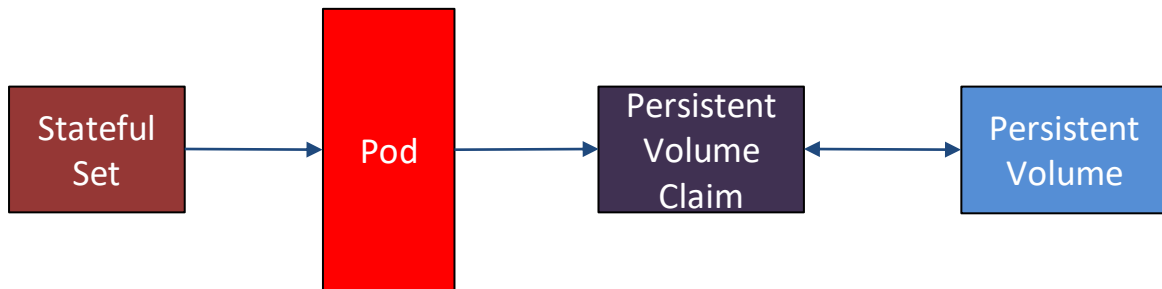 Stateful
Set
Pod
Persistent
Volume
Claim
Persistent
Volume